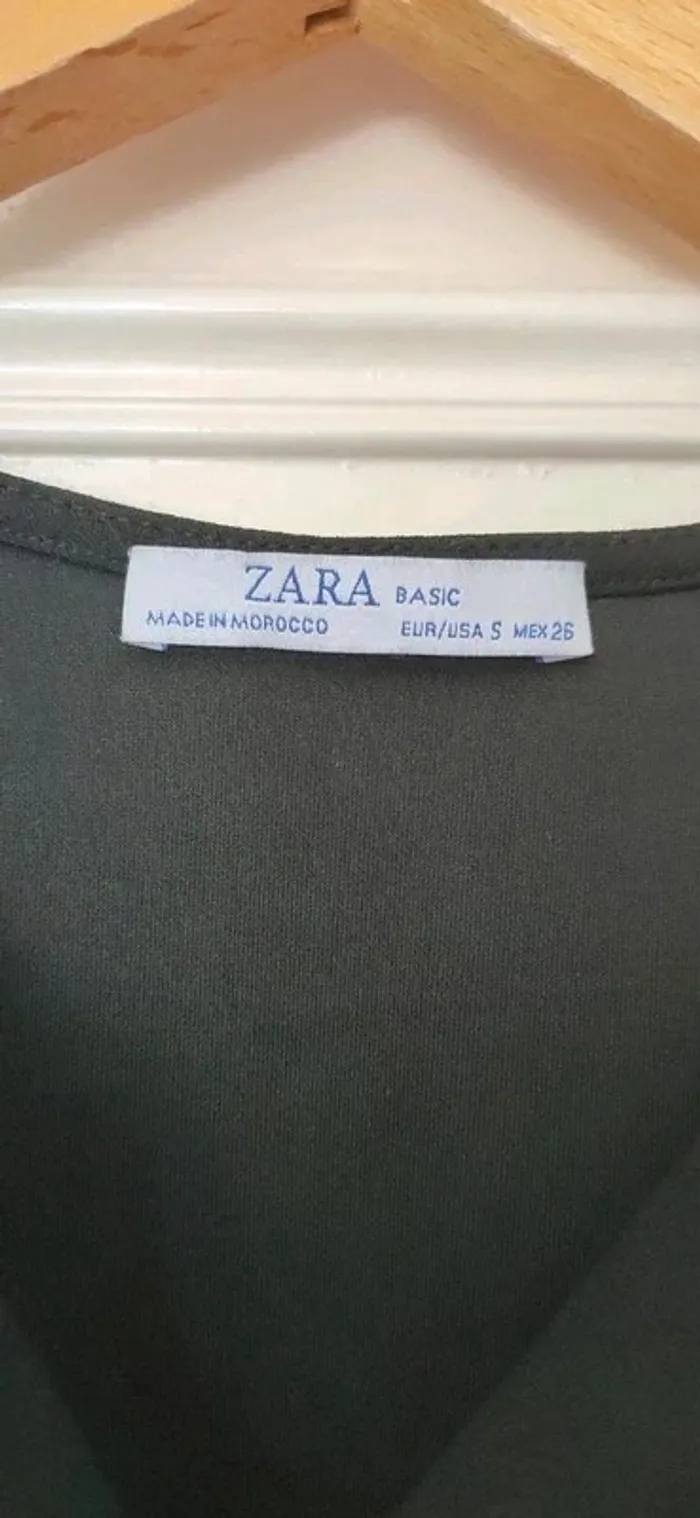 ZARA BASIC
MADE IN MOROCCO EUR/USA S MEX 26